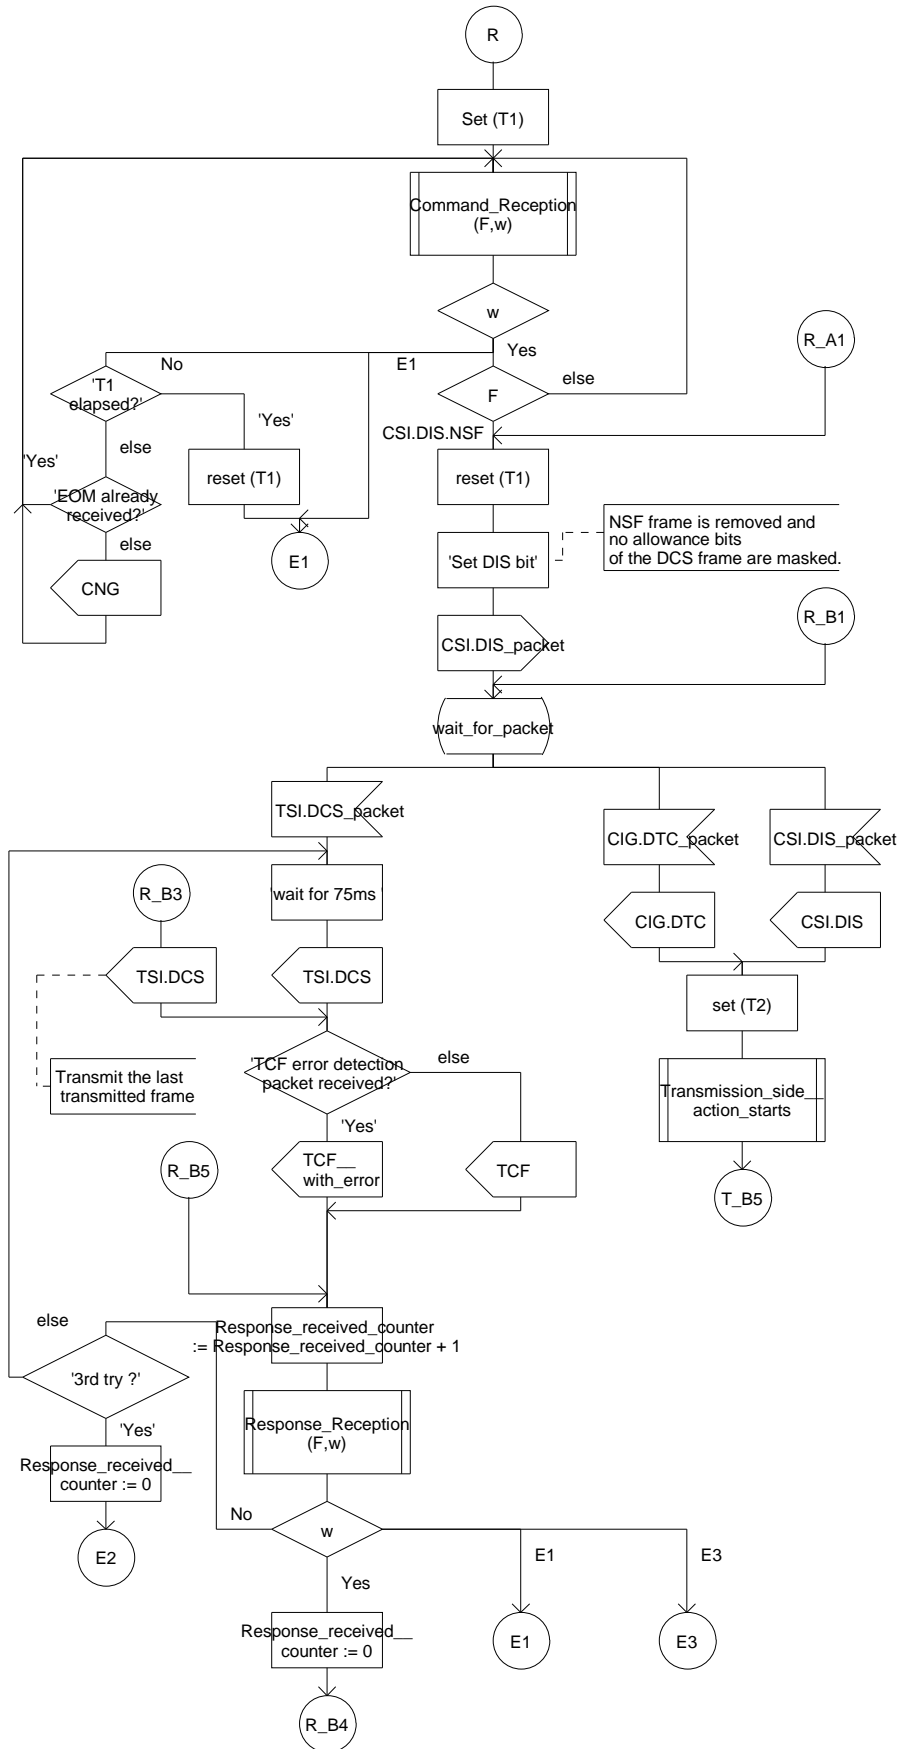 R
Set (T1)
Command_Reception
(F,w)
w
No
E1
Yes
R_A1
'T1
elapsed?'
F
else
'Yes'
CSI.DIS.NSF
else
'Yes'
reset (T1)
reset (T1)
'EOM already
received?'
NSF frame is removed and
no allowance bits
of the DCS frame are masked.
else
E1
'Set DIS bit'
CNG
R_B1
CSI.DIS_packet
wait_for_packet
TSI.DCS_packet
CIG.DTC_packet
CSI.DIS_packet
R_B3
'wait for 75ms '
CIG.DTC
CSI.DIS
TSI.DCS
TSI.DCS
set (T2)
'TCF error detection
packet received?'
else
Transmit the last
transmitted frame
Transmission_side__
action_starts
'Yes'
R_B5
TCF__
with_error
TCF
T_B5
else
Response_received_counter
:= Response_received_counter + 1
'3rd try ?'
'Yes'
Response_Reception
(F,w)
Response_received__
counter := 0
No
w
E2
E1
E3
Yes
Response_received__
counter := 0
E1
E3
R_B4